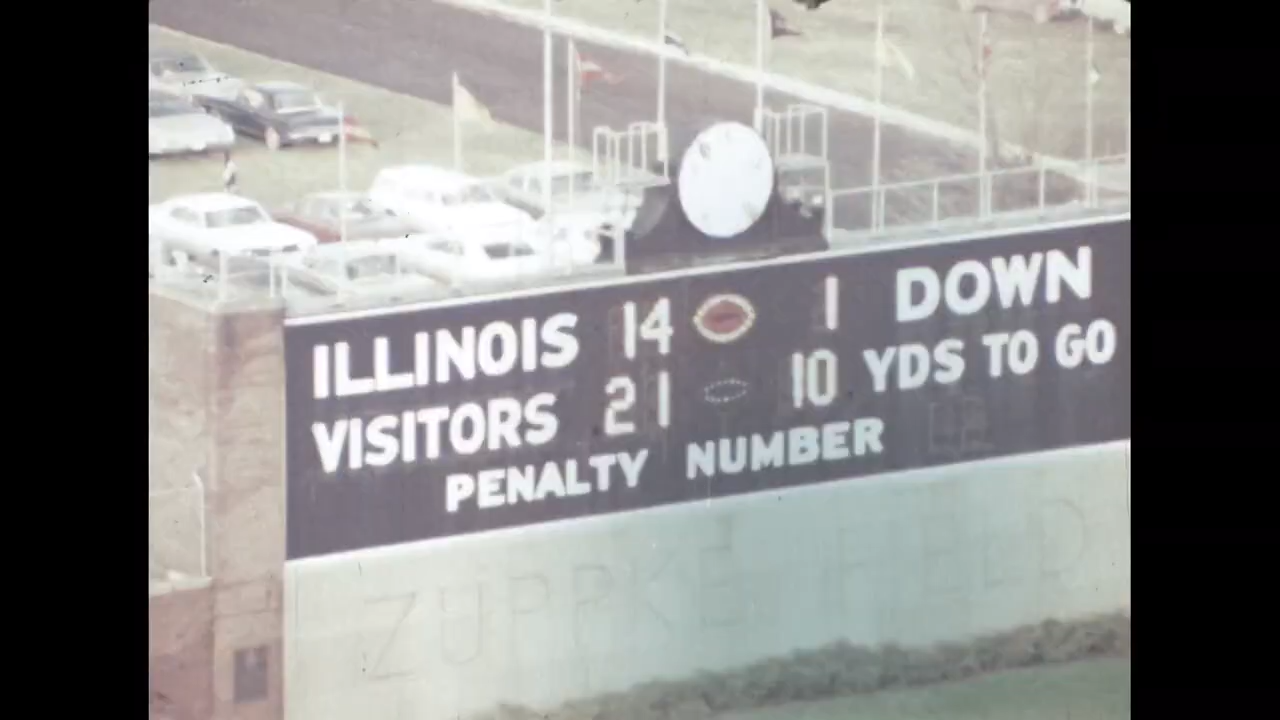 ILLINOIS 14 1 DOWN
VISITORS 21 10 YDS TO GO
PENALTY NUMBER
ZUPPKE FIELD